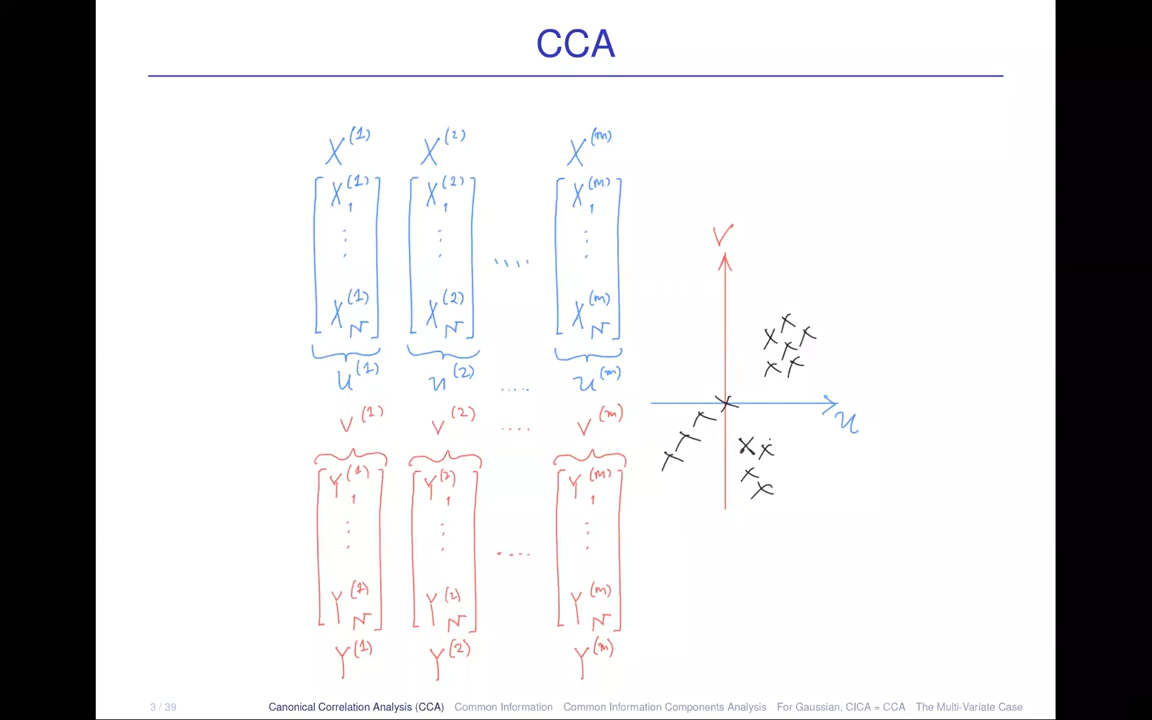 CCA
X^(1) X^(2) X^(m)
X_1^(1) X_1^(2) X_1^(m)
⋮ ⋮ .... ⋮
X_N^(1) X_N^(2) X_N^(m)
u^(1) u^(2) .... u^(m)
v^(1) v^(2) .... v^(m)
Y_1^(1) Y_1^(2) Y_1^(m)
⋮ ⋮ .... ⋮
Y_N^(1) Y_N^(2) Y_N^(m)
Y^(1) Y^(2) Y^(m)
v
u
3 / 39 Canonical Correlation Analysis (CCA) Common Information Common Information Components Analysis For Gaussian, CICA = CCA The Multi-Variate Case